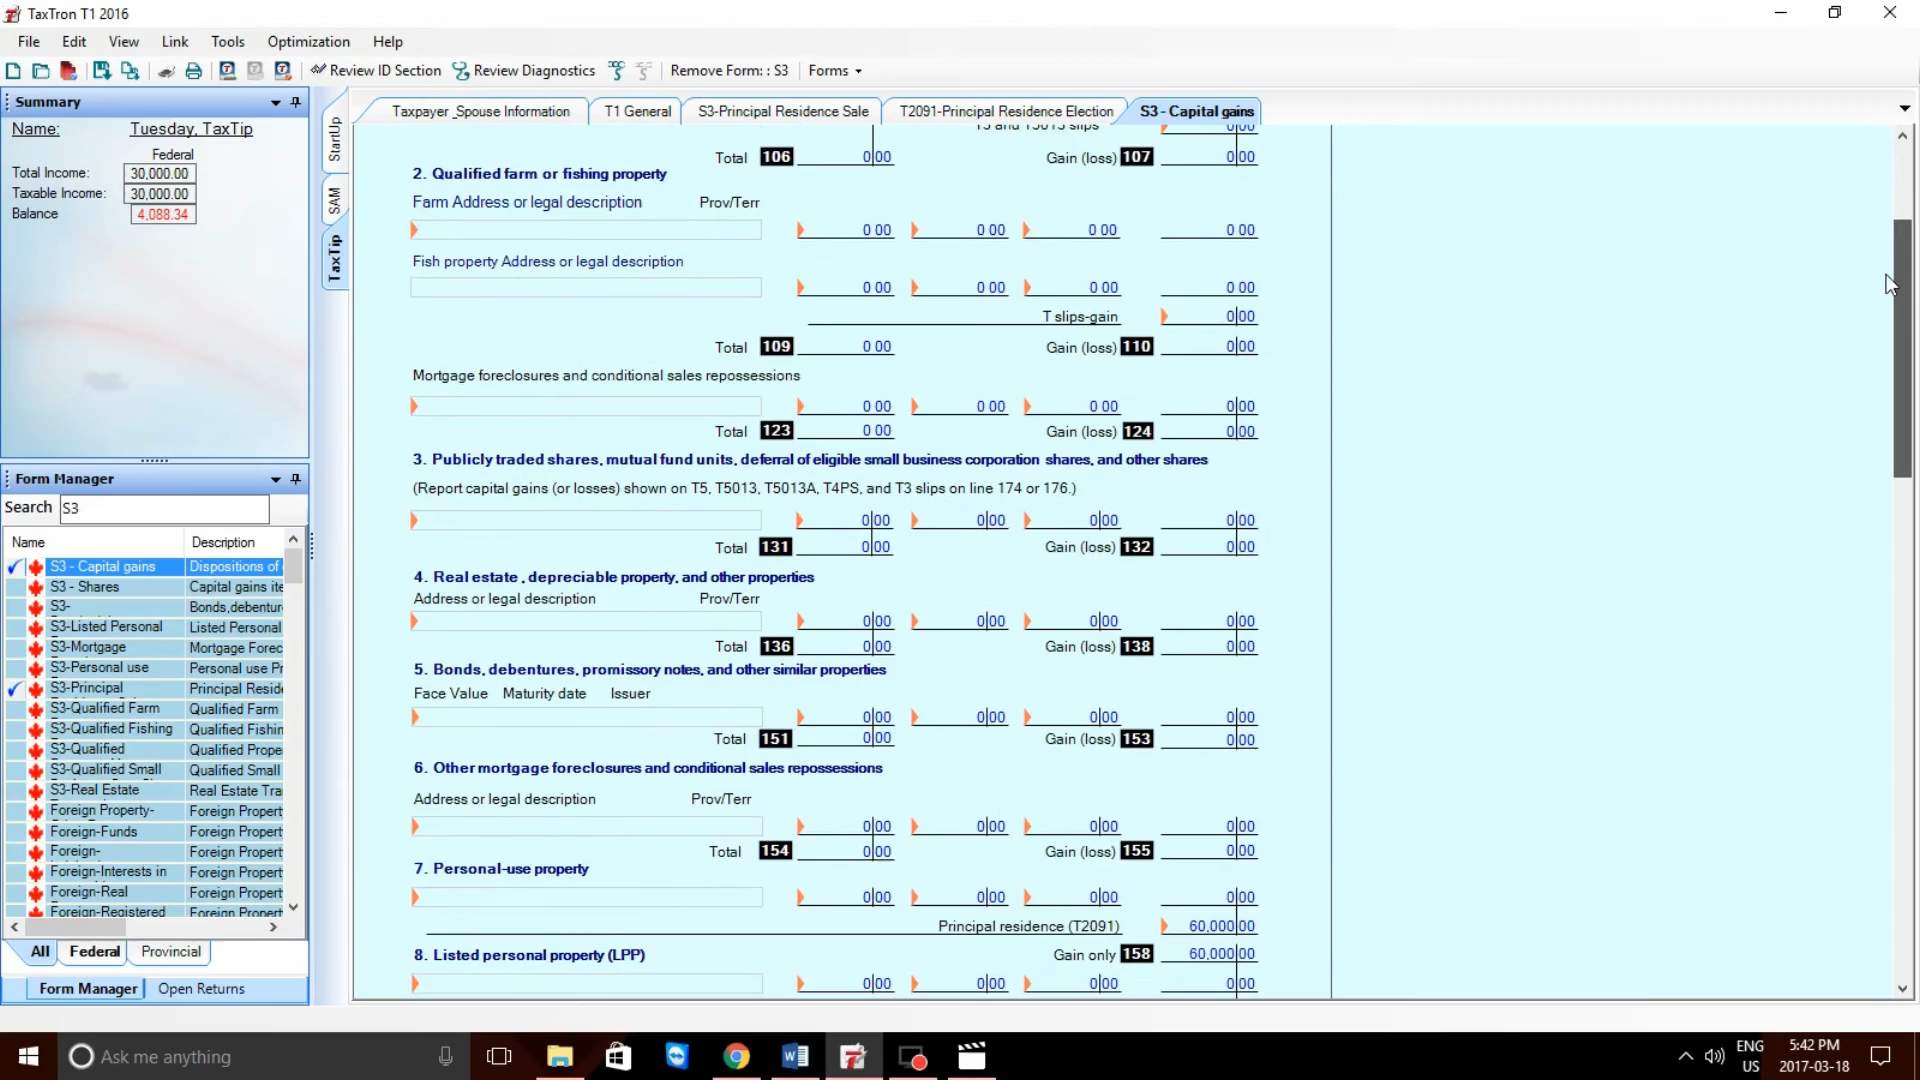 TaxTron T1 2016
File Edit View Link Tools Optimization Help
Review ID Section Review Diagnostics Remove Form: : S3 Forms
Summary
Name: Tuesday, TaxTip
Federal
Total Income: 30,000.00
Taxable Income: 30,000.00
Balance 4,088.34
Form Manager
Search S3
Name Description
S3 - Capital gains Dispositions of
S3 - Shares Capital gains ite
S3- Bonds,debenture
S3-Listed Personal Listed Personal
S3-Mortgage Mortgage Forec
S3-Personal use Personal use Pr
S3-Principal Principal Reside
S3-Qualified Farm Qualified Farm
S3-Qualified Fishing Qualified Fishin
S3-Qualified Qualified Prope
S3-Qualified Small Qualified Small
S3-Real Estate Real Estate Tra
Foreign Property- Foreign Propert
Foreign-Funds Foreign Propert
Foreign- Foreign Propert
Foreign-Interests in Foreign Propert
Foreign-Real Foreign Propert
Foreign-Registered Foreign Propert
All Federal Provincial
Form Manager Open Returns
StartUp
SAM
TaxTip
Taxpayer _Spouse Information T1 General S3-Principal Residence Sale T2091-Principal Residence Election S3 - Capital gains
T5 and T5013 slips 0 00
Total 106 0 00 Gain (loss) 107 0 00
2. Qualified farm or fishing property
Farm Address or legal description Prov/Terr
0 00 0 00 0 00 0 00
Fish property Address or legal description
0 00 0 00 0 00 0 00
T slips-gain 0 00
Total 109 0 00 Gain (loss) 110 0 00
Mortgage foreclosures and conditional sales repossessions
0 00 0 00 0 00 0 00
Total 123 0 00 Gain (loss) 124 0 00
3. Publicly traded shares, mutual fund units, deferral of eligible small business corporation shares, and other shares
(Report capital gains (or losses) shown on T5, T5013, T5013A, T4PS, and T3 slips on line 174 or 176.)
0 00 0 00 0 00 0 00
Total 131 0 00 Gain (loss) 132 0 00
4. Real estate , depreciable property, and other properties
Address or legal description Prov/Terr
0 00 0 00 0 00 0 00
Total 136 0 00 Gain (loss) 138 0 00
5. Bonds, debentures, promissory notes, and other similar properties
Face Value Maturity date Issuer
0 00 0 00 0 00 0 00
Total 151 0 00 Gain (loss) 153 0 00
6. Other mortgage foreclosures and conditional sales repossessions
Address or legal description Prov/Terr
0 00 0 00 0 00 0 00
Total 154 0 00 Gain (loss) 155 0 00
7. Personal-use property
0 00 0 00 0 00 0 00
Principal residence (T2091) 60,000 00
8. Listed personal property (LPP) Gain only 158 60,000 00
0 00 0 00 0 00 0 00
Ask me anything
ENG
US
5:42 PM
2017-03-18